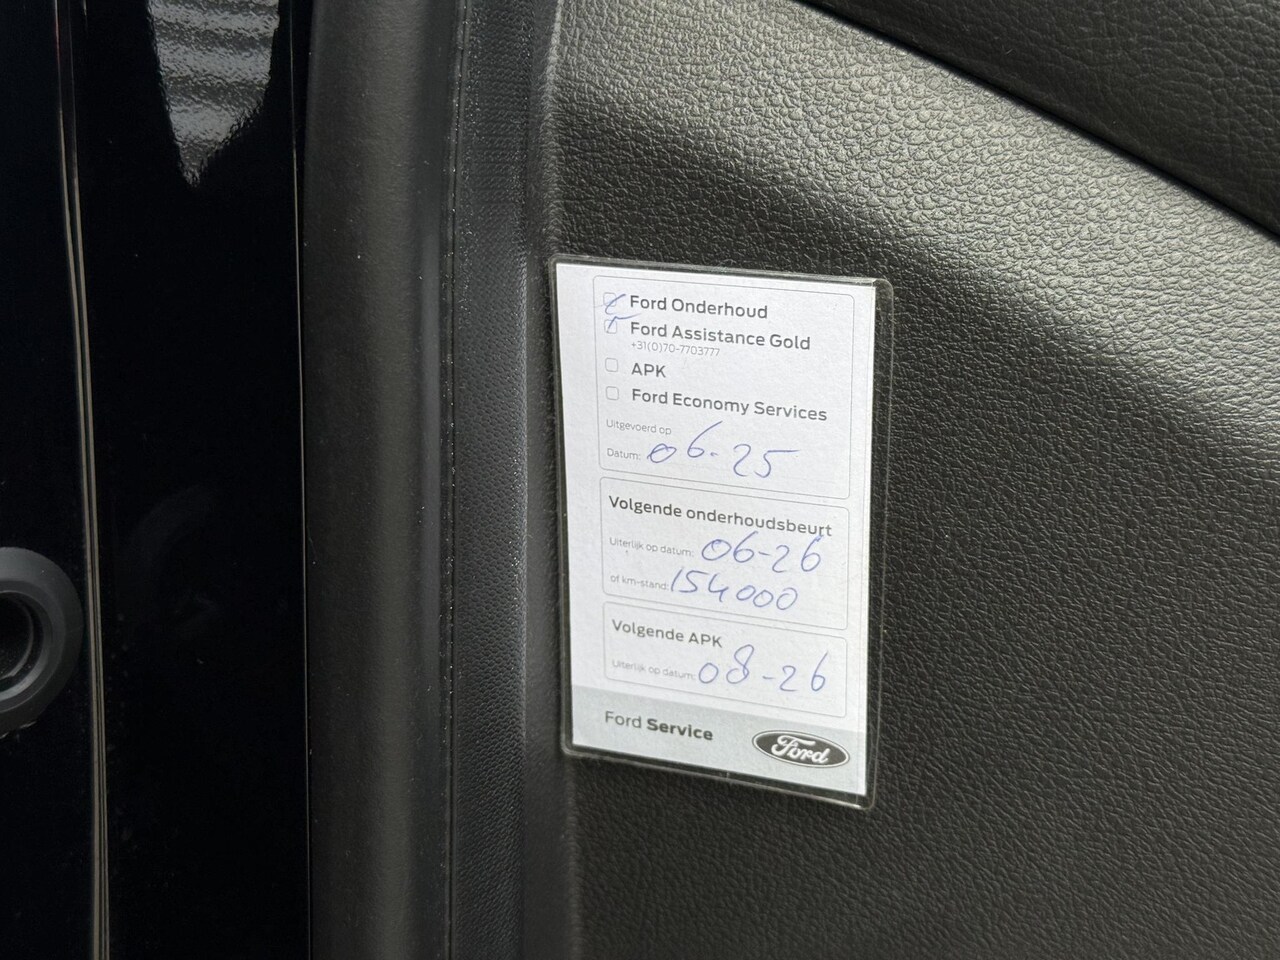 Ford Onderhoud
Ford Assistance Gold
+31(0)70-7703777
APK
Ford Economy Services
Uitgevoerd op
Datum: 06-25
Volgende onderhoudsbeurt
Uiterlijk op datum: 06-26
of km-stand: 154000
Volgende APK
Uiterlijk op datum: 08-26
Ford Service
Ford